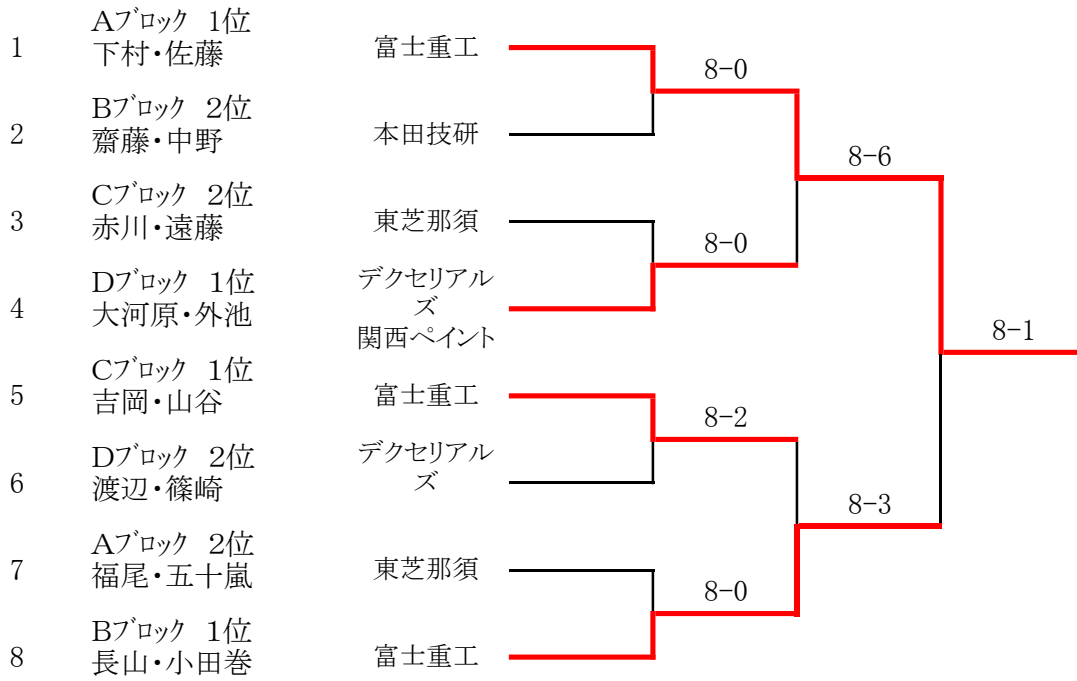 Aブロック 1位
1 下村・佐藤 富士重工
8-0
Bブロック 2位
2 齋藤・中野 本田技研
8-6
Cブロック 2位
3 赤川・遠藤 東芝那須
8-0
Dブロック 1位
4 大河原・外池
デクセリアル
ズ
関西ペイント
8-1
Cブロック 1位
5 吉岡・山谷 富士重工
8-2
Dブロック 2位
6 渡辺・篠崎
デクセリアル
ズ
8-3
Aブロック 2位
7 福尾・五十嵐 東芝那須
8-0
Bブロック 1位
8 長山・小田巻 富士重工